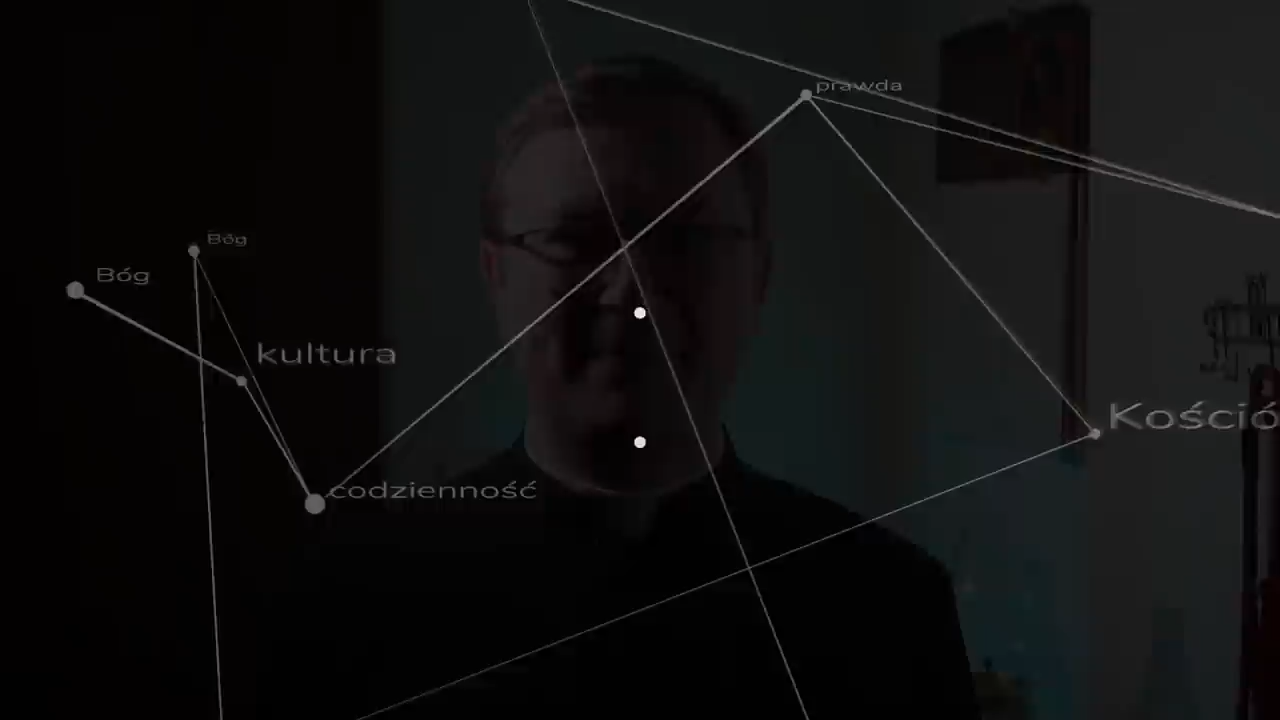 prawda
Bóg
Bóg
kultura
Kośció
codzienność